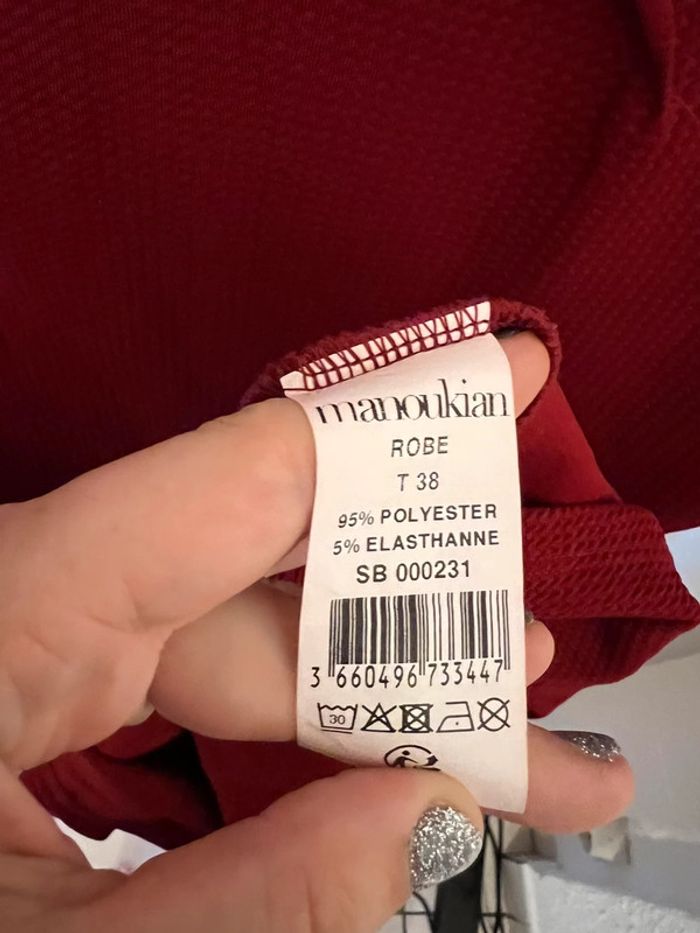 manoukian
ROBE
T 38
95% POLYESTER
5% ELASTHANNE
SB 000231
3 660496 733447
30